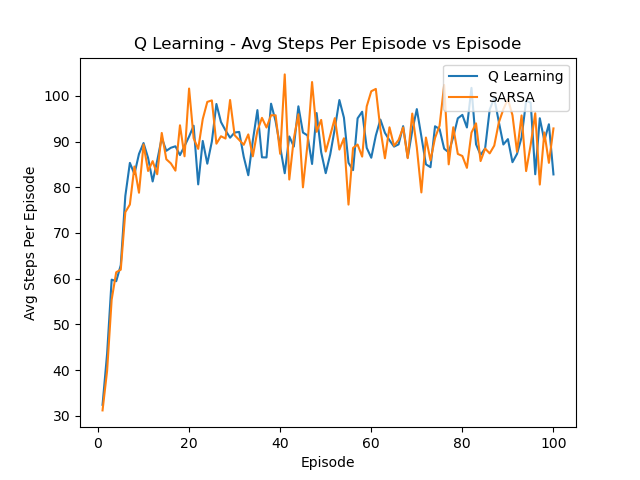 Q Learning - Avg Steps Per Episode vs Episode
Q Learning
SARSA
Avg Steps Per Episode
100
90
80
70
60
50
40
30
0 20 40 60 80 100
Episode